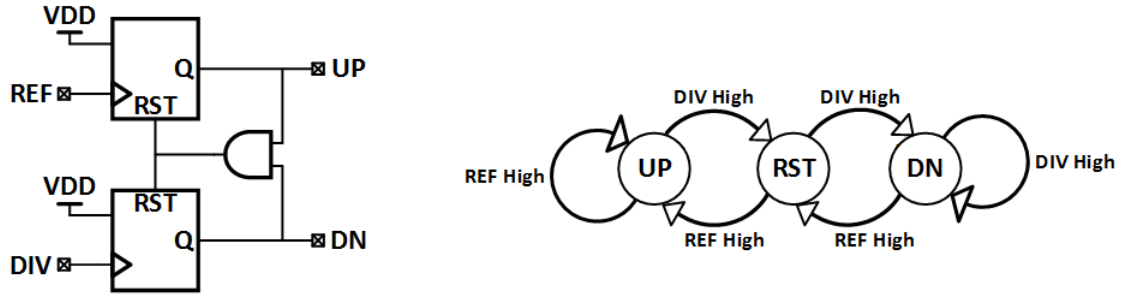 VDD
Q
UP
REF
RST
VDD
RST
Q
DN
DIV
DIV High
DIV High
REF High
UP
RST
DN
DIV High
REF High
REF High